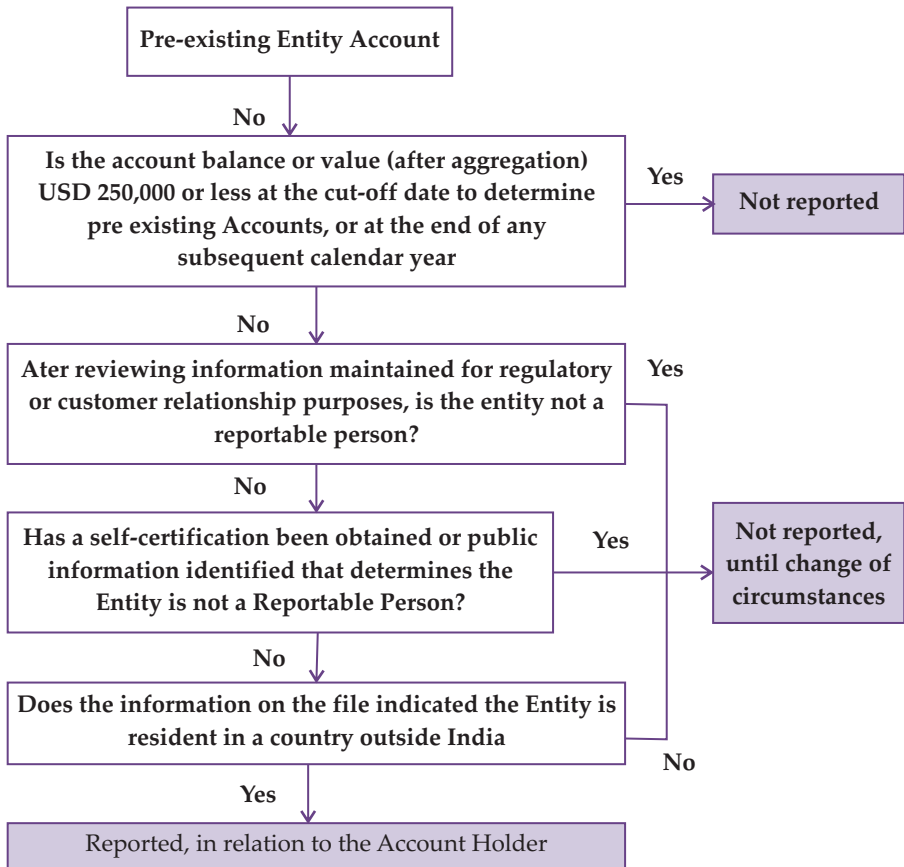 Pre-existing Entity Account
No
Is the account balance or value (after aggregation)
USD 250,000 or less at the cut-off date to determine
pre existing Accounts, or at the end of any
subsequent calendar year
Yes
Not reported
No
Ater reviewing information maintained for regulatory
or customer relationship purposes, is the entity not a
reportable person?
Yes
No
Has a self-certification been obtained or public
information identified that determines the
Entity is not a Reportable Person?
Yes
Not reported,
until change of
circumstances
No
Does the information on the file indicated the Entity is
resident in a country outside India
No
Yes
Reported, in relation to the Account Holder